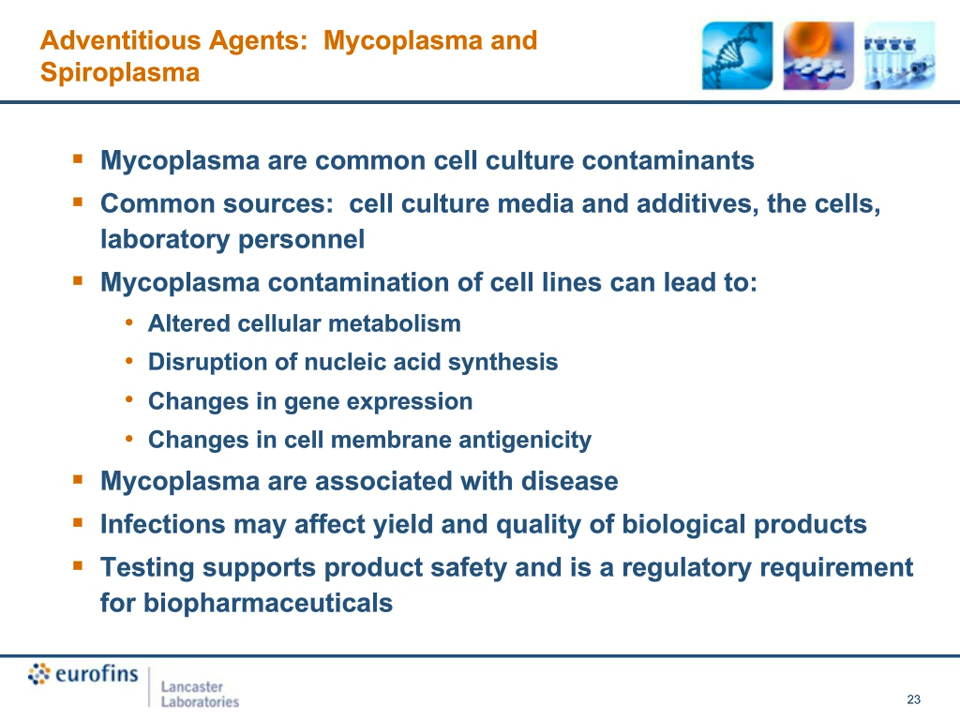 Adventitious Agents:  Mycoplasma and
Spiroplasma
▪ Mycoplasma are common cell culture contaminants
▪ Common sources:  cell culture media and additives, the cells,
laboratory personnel
▪ Mycoplasma contamination of cell lines can lead to:
• Altered cellular metabolism
• Disruption of nucleic acid synthesis
• Changes in gene expression
• Changes in cell membrane antigenicity
▪ Mycoplasma are associated with disease
▪ Infections may affect yield and quality of biological products
▪ Testing supports product safety and is a regulatory requirement
for biopharmaceuticals
eurofins
Lancaster
Laboratories
23